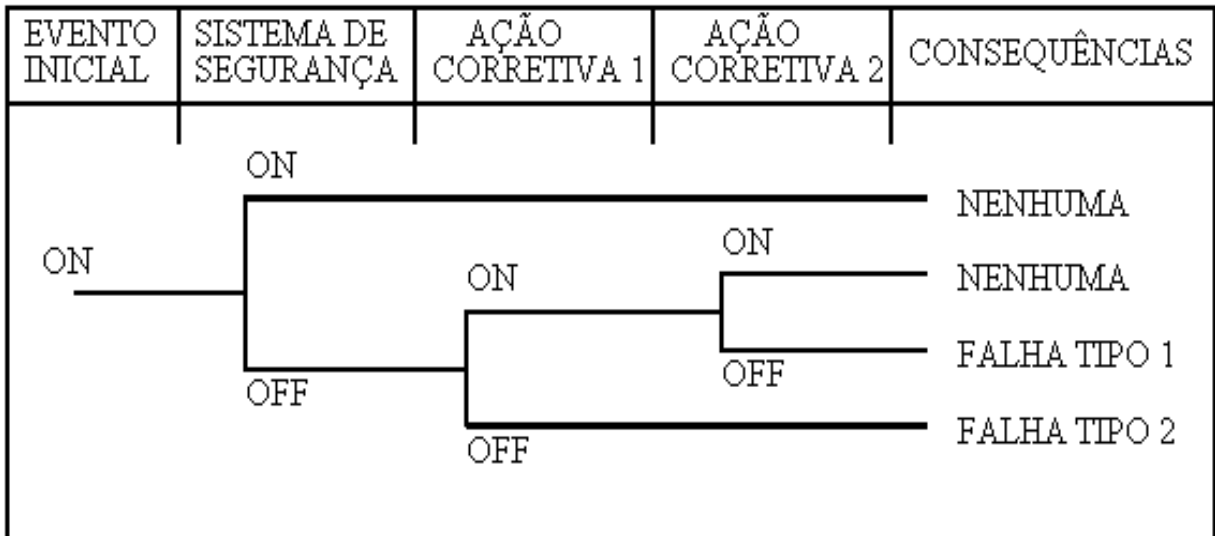 EVENTO
INICIAL
SISTEMA DE
SEGURANÇA
AÇÃO
CORRETIVA 1
AÇÃO
CORRETIVA 2
CONSEQUÊNCIAS
ON
NENHUMA
ON
ON
ON
NENHUMA
OFF
OFF
FALHA TIPO 1
OFF
FALHA TIPO 2